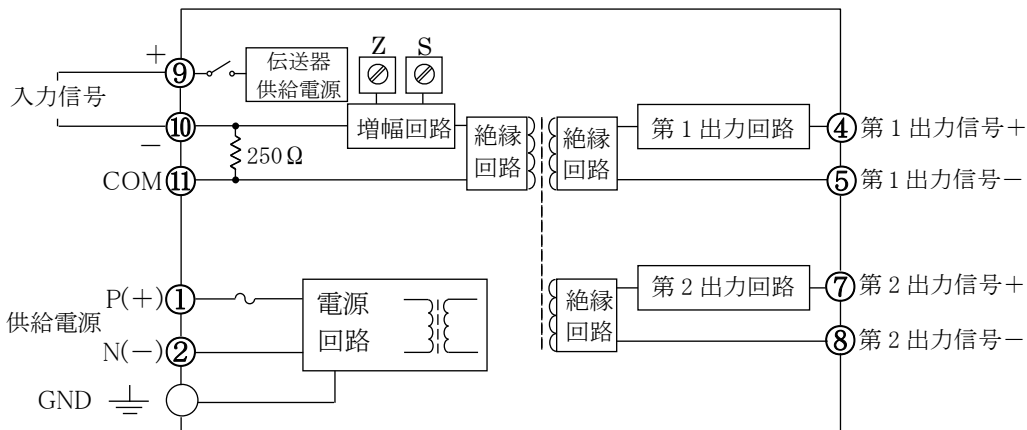 +
⑨
伝送器
供給電源
Z
S
入力信号
⑩
−
増幅回路
250Ω
COM
⑪
絶縁
回路
絶縁
回路
第1出力回路
④
第1出力信号+
⑤
第1出力信号−
P(+)
①
供給電源
N(−)
②
電源
回路
GND
絶縁
回路
第2出力回路
⑦
第2出力信号+
⑧
第2出力信号−